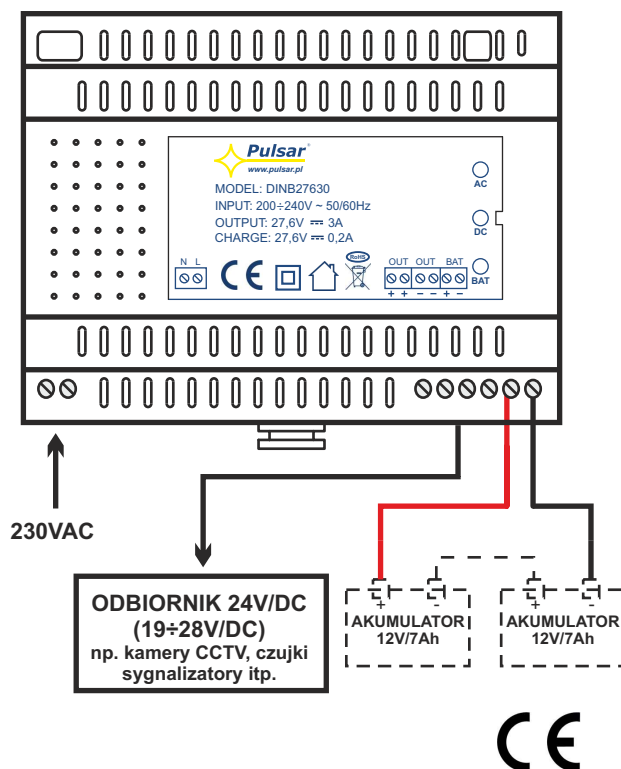 Pulsar®
www.pulsar.pl
MODEL: DINB27630
INPUT: 200÷240V ~ 50/60Hz
OUTPUT: 27,6V ⎓ 3A
CHARGE: 27,6V ⎓ 0,2A
AC
DC
BAT
N L
CE
RoHS
OUT OUT BAT
+ + − − + −
230VAC
ODBIORNIK 24V/DC
(19÷28V/DC)
np. kamery CCTV, czujki
sygnalizatory itp.
+ -
AKUMULATOR
12V/7Ah
+ -
AKUMULATOR
12V/7Ah
CE